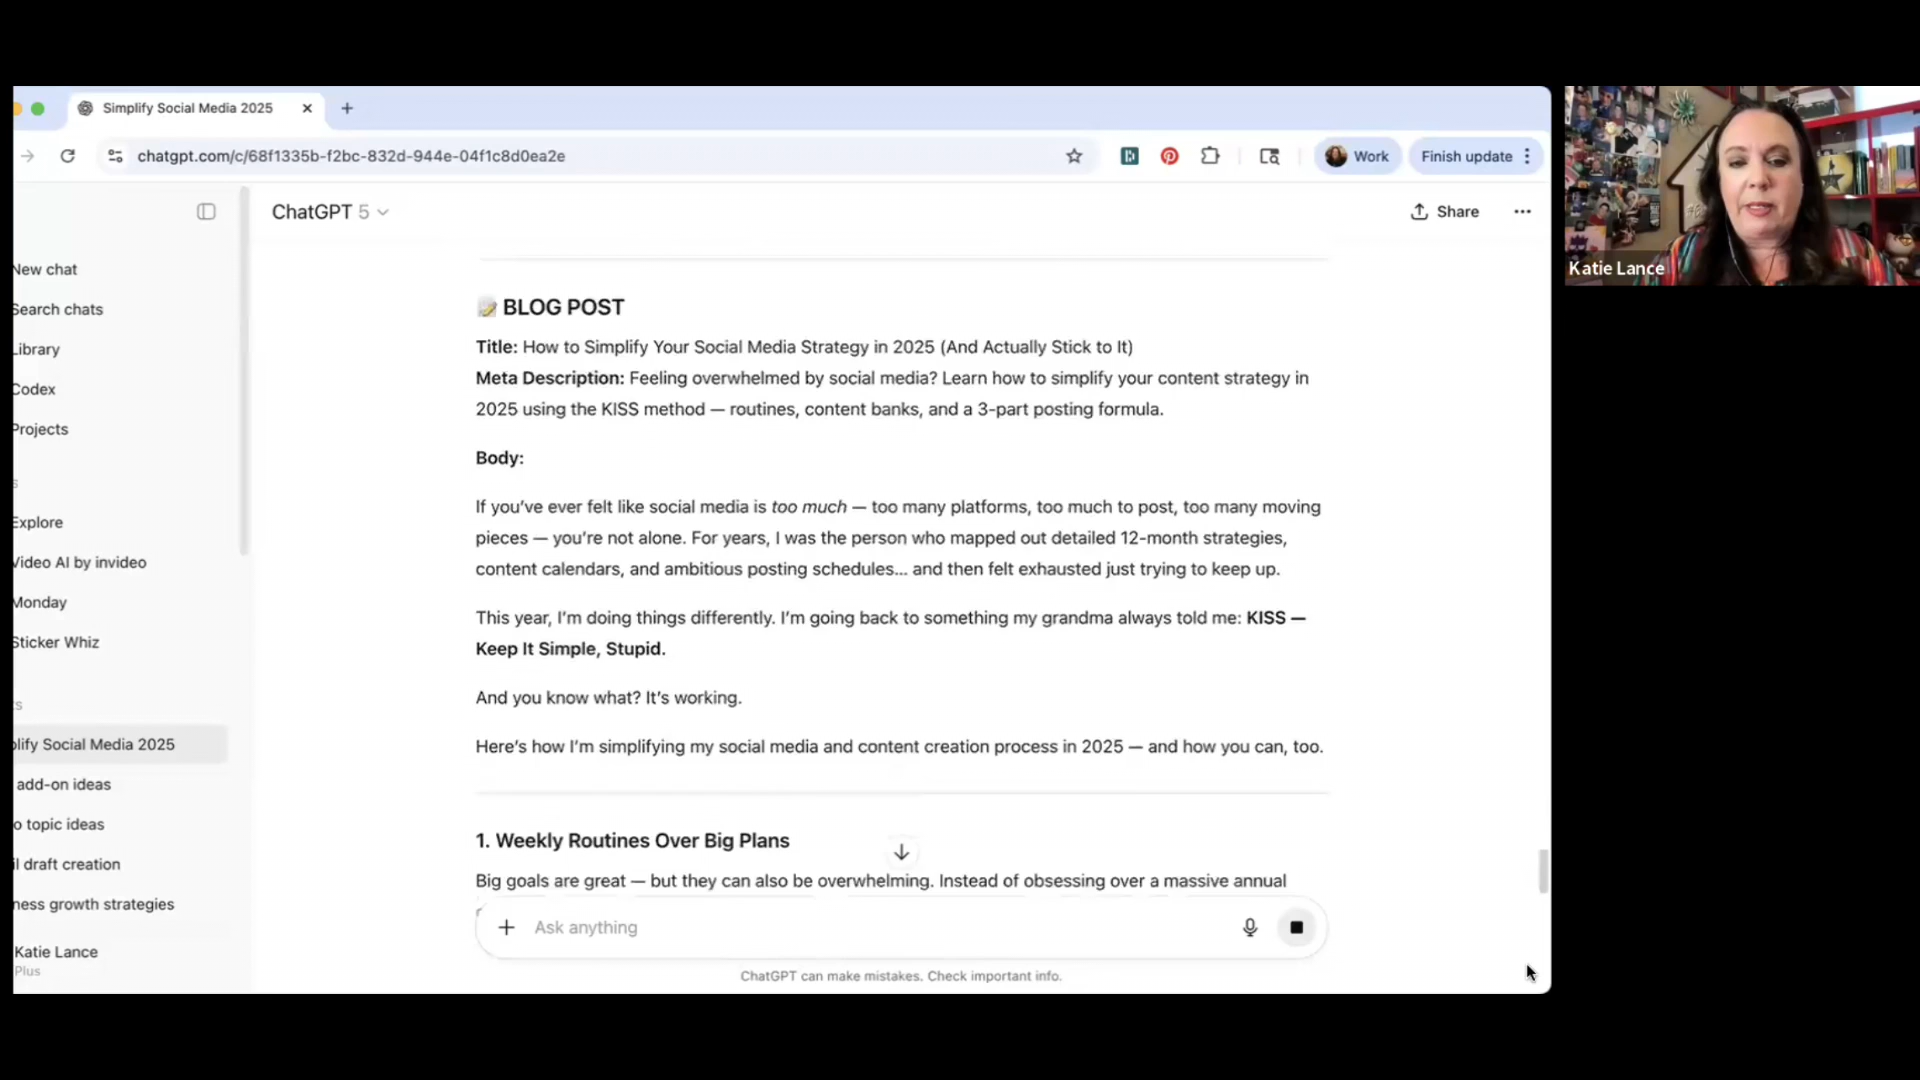 Simplify Social Media 2025
chatgpt.com/c/68f1335b-f2bc-832d-944e-04f1c8d0ea2e
Work
Finish update
ChatGPT 5
Share
New chat
Search chats
Library
Codex
Projects
s
Explore
Video AI by invideo
Monday
Sticker Whiz
ts
plify Social Media 2025
add-on ideas
o topic ideas
il draft creation
ness growth strategies
Katie Lance
Plus
BLOG POST
Title: How to Simplify Your Social Media Strategy in 2025 (And Actually Stick to It)
Meta Description: Feeling overwhelmed by social media? Learn how to simplify your content strategy in
2025 using the KISS method — routines, content banks, and a 3-part posting formula.
Body:
If you’ve ever felt like social media is too much — too many platforms, too much to post, too many moving
pieces — you’re not alone. For years, I was the person who mapped out detailed 12-month strategies,
content calendars, and ambitious posting schedules... and then felt exhausted just trying to keep up.
This year, I’m doing things differently. I’m going back to something my grandma always told me: KISS —
Keep It Simple, Stupid.
And you know what? It’s working.
Here’s how I’m simplifying my social media and content creation process in 2025 — and how you can, too.
1. Weekly Routines Over Big Plans
Big goals are great — but they can also be overwhelming. Instead of obsessing over a massive annual
Ask anything
ChatGPT can make mistakes. Check important info.
Katie Lance